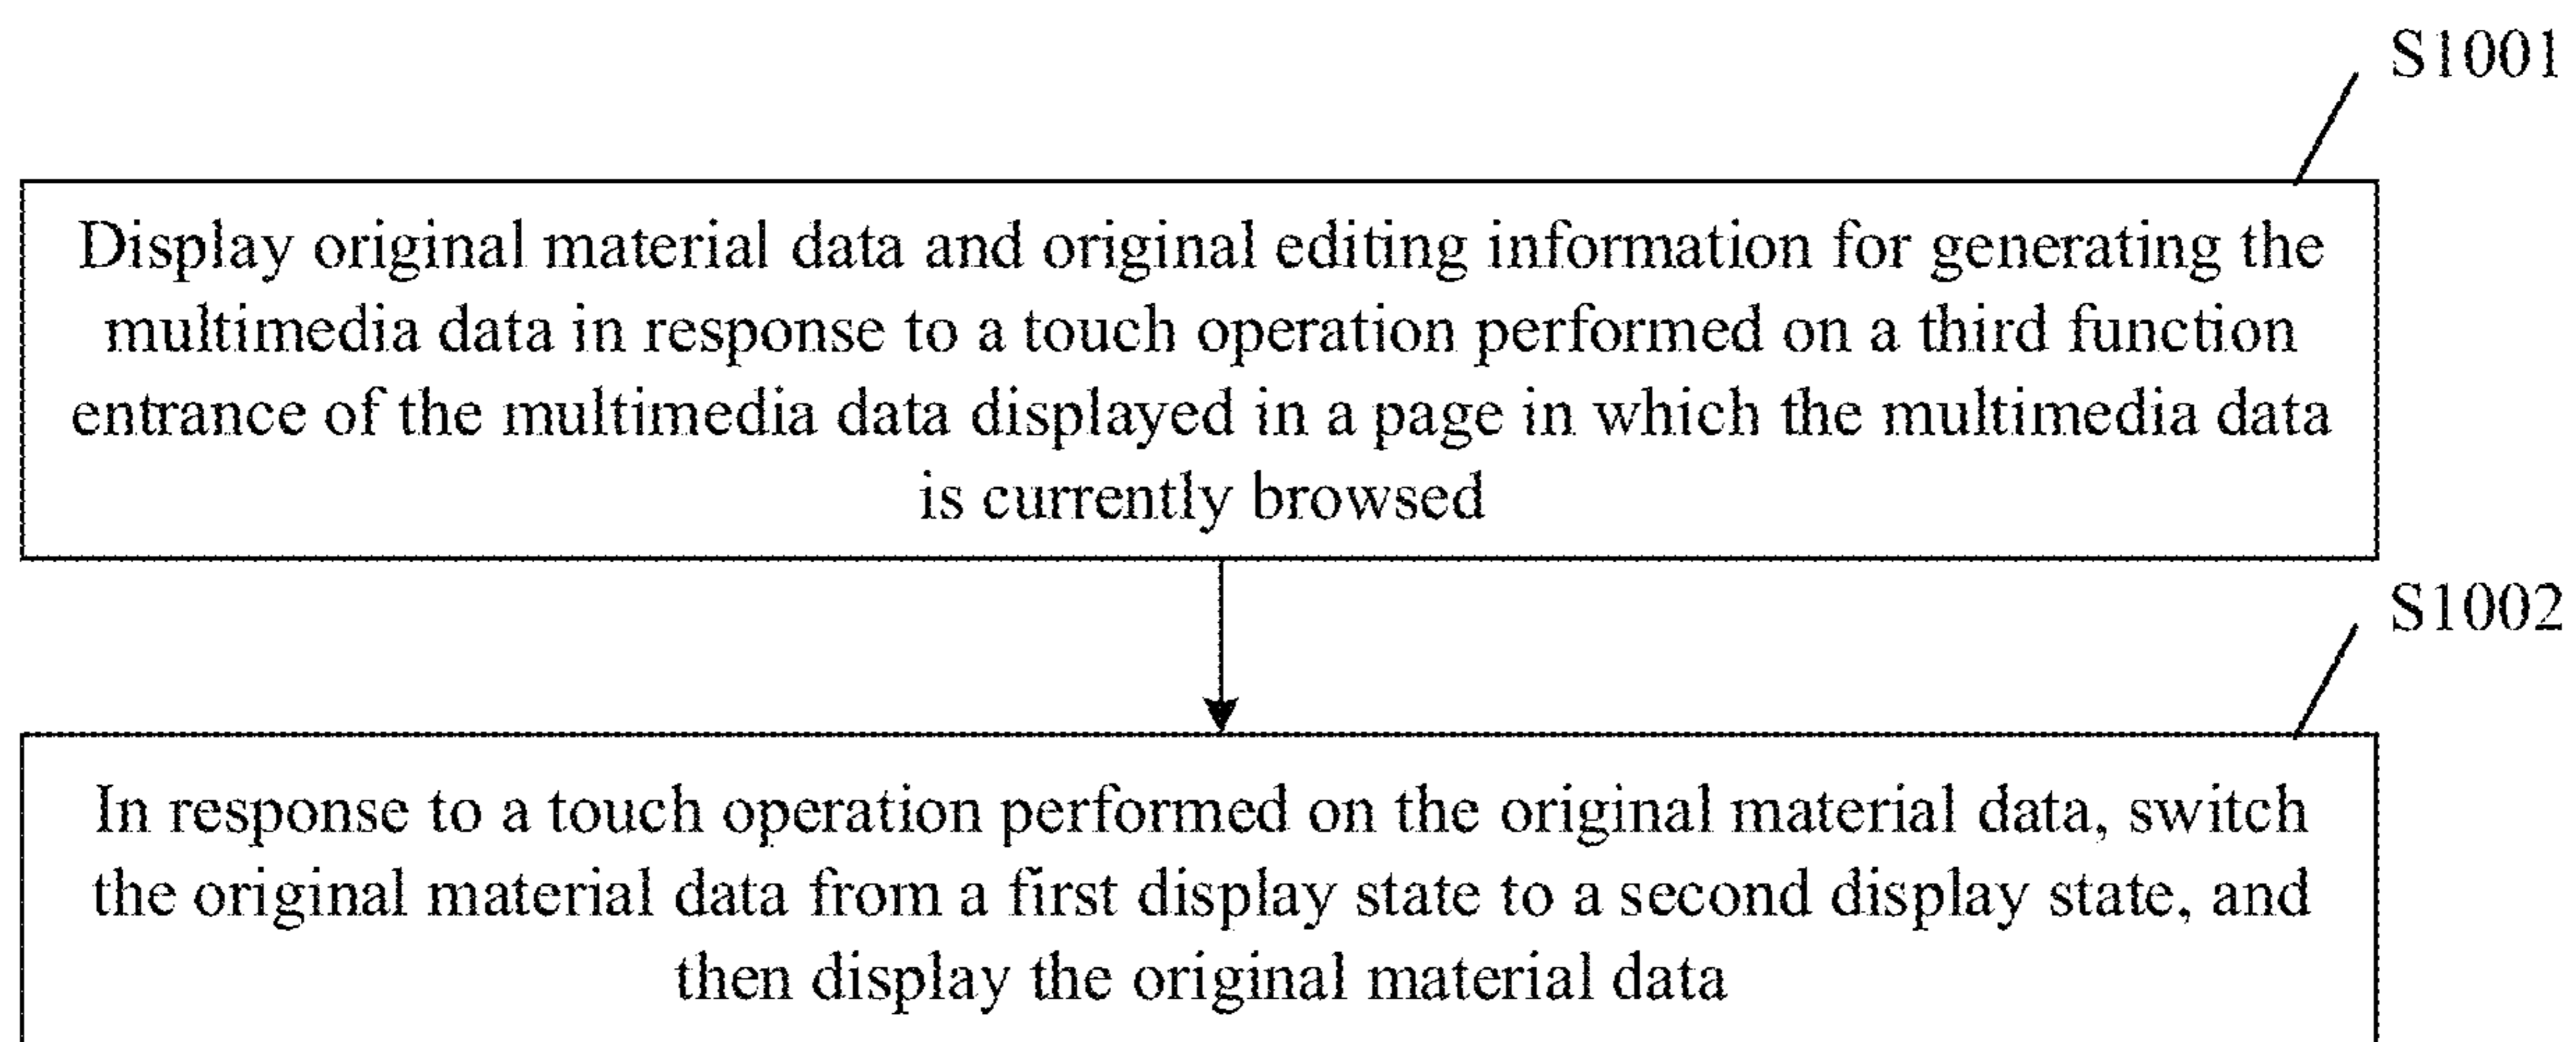 S1001
Display original material data and original editing information for generating the
multimedia data in response to a touch operation performed on a third function
entrance of the multimedia data displayed in a page in which the multimedia data
is currently browsed
S1002
In response to a touch operation performed on the original material data, switch
the original material data from a first display state to a second display state, and
then display the original material data